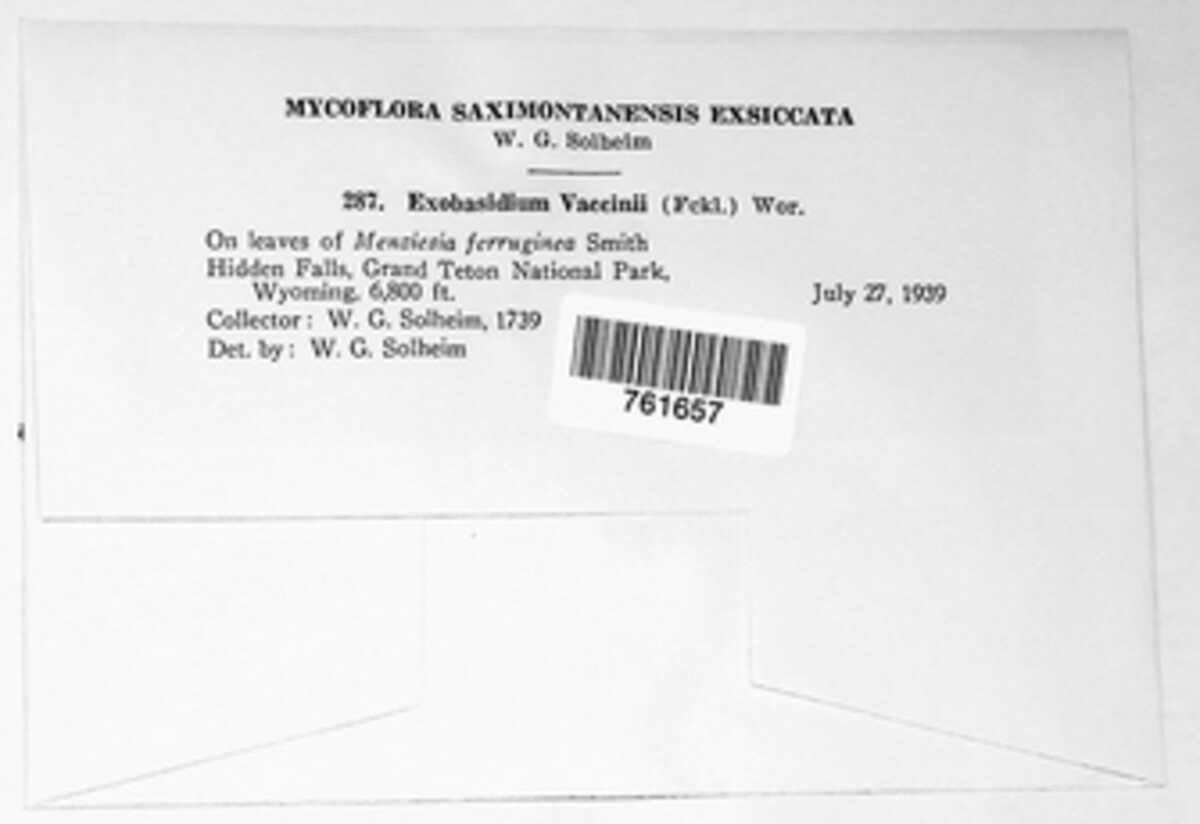 MYCOFLORA SAXIMONTANENSIS EXSICCATA
W. G. Solheim
287. Exobasidium Vaccinii (Fckl.) Wor.
On leaves of Menziesia ferruginea Smith
Hidden Falls, Grand Teton National Park,
Wyoming, 6,800 ft. July 27, 1939
Collector: W. G. Solheim, 1739
Det. by: W. G. Solheim
761657